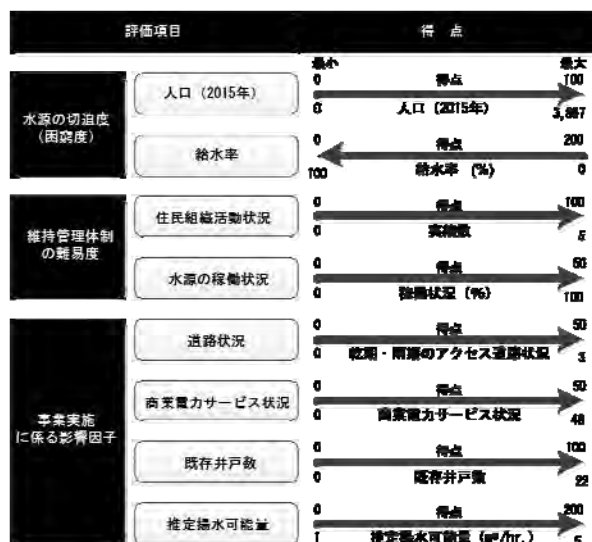 評価項目
得 点
最小
最大
水源の切迫度
(困窮度)
人口 (2015年)
0 得点 100
0 人口 (2015年) 3,867
給水率
0 得点 200
100 給水率 (%) 0
維持管理体制
の難易度
住民組織活動状況
0 得点 100
0 実績数 5
水源の稼働状況
0 得点 50
0 稼働状況 (%) 100
事業実施
に係る影響因子
道路状況
0 得点 50
0 乾期・雨期のアクセス道路状況 3
商業電力サービス状況
0 得点 50
0 商業電力サービス状況 48
既存井戸数
0 得点 100
0 既存井戸数 22
推定揚水可能量
0 得点 200
1 推定揚水可能量 (m³/hr.)